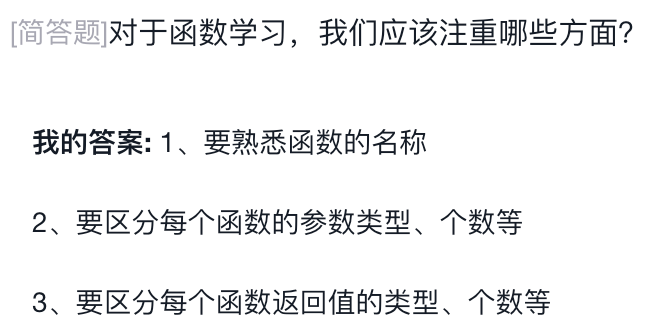 [简答题]对于函数学习，我们应该注重哪些方面？
我的答案: 1、要熟悉函数的名称
2、要区分每个函数的参数类型、个数等
3、要区分每个函数返回值的类型、个数等